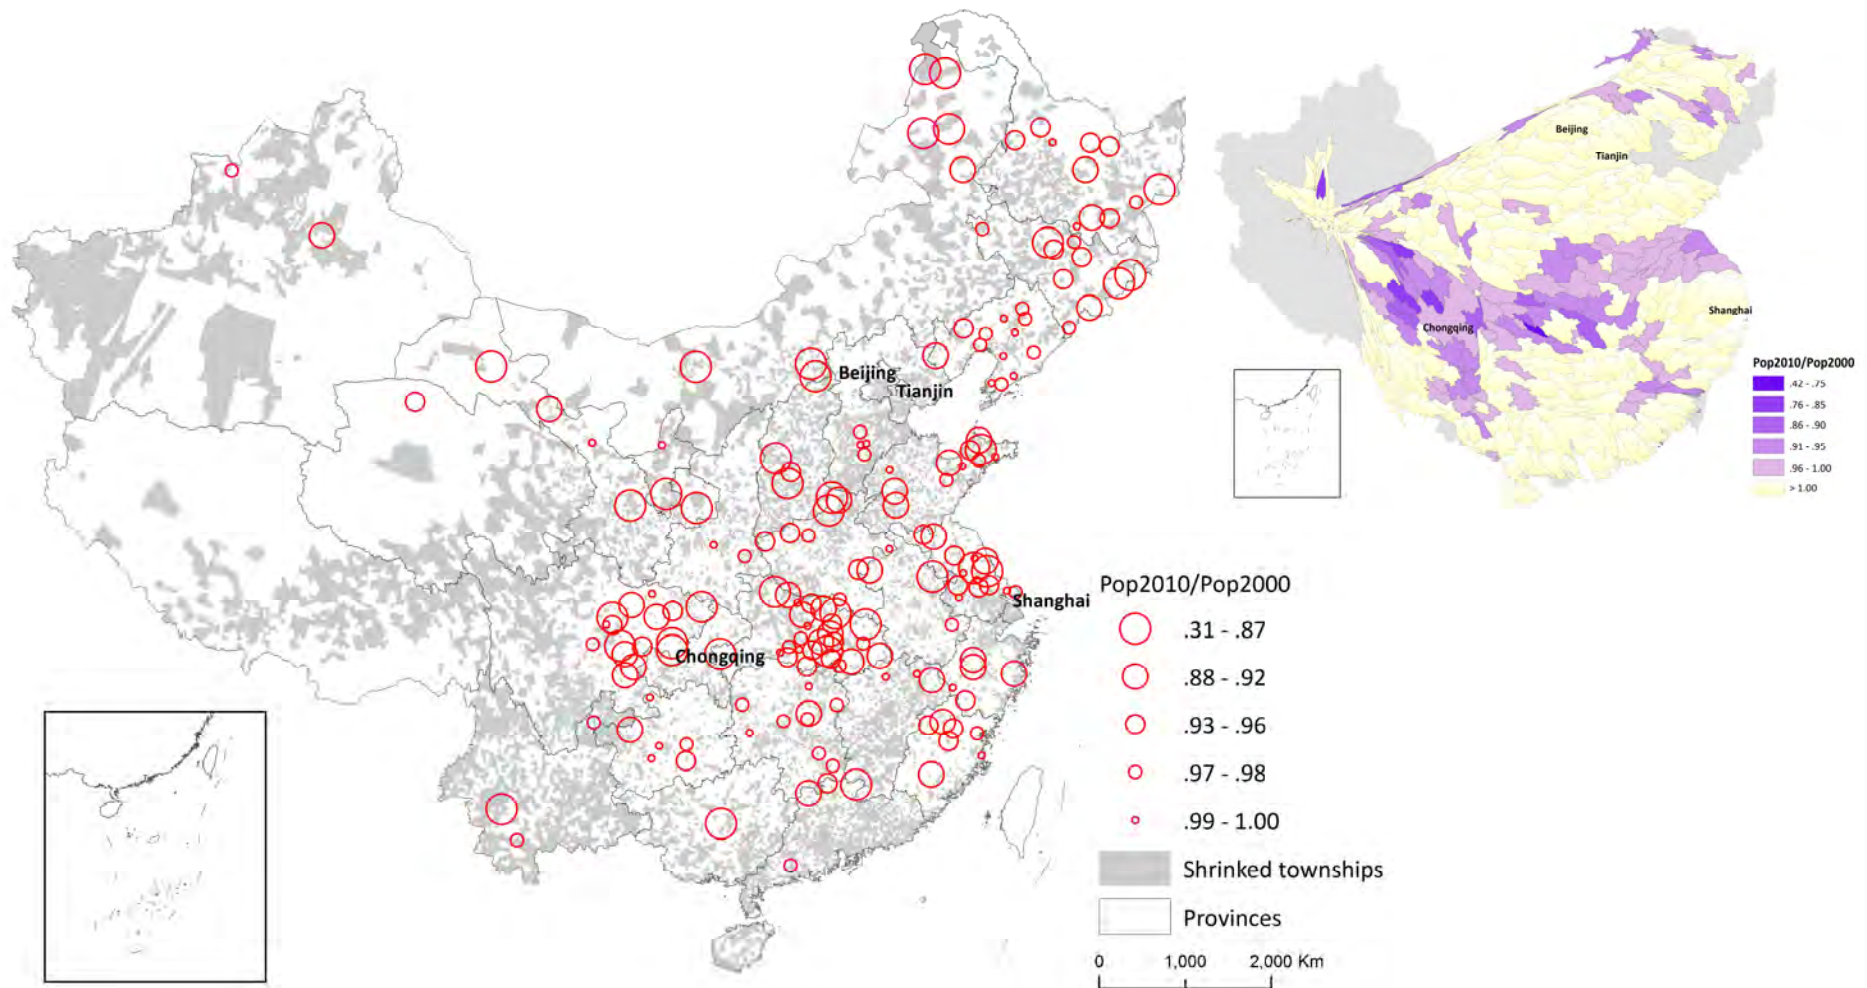 Beijing
Tianjin
Shanghai
Chongqing
Pop2010/Pop2000
.31 - .87
.88 - .92
.93 - .96
.97 - .98
.99 - 1.00
Shrinked townships
Provinces
0 1,000 2,000 Km
Beijing
Tianjin
Shanghai
Chongqing
Pop2010/Pop2000
.42 - .75
.76 - .85
.86 - .90
.91 - .95
.96 - 1.00
> 1.00